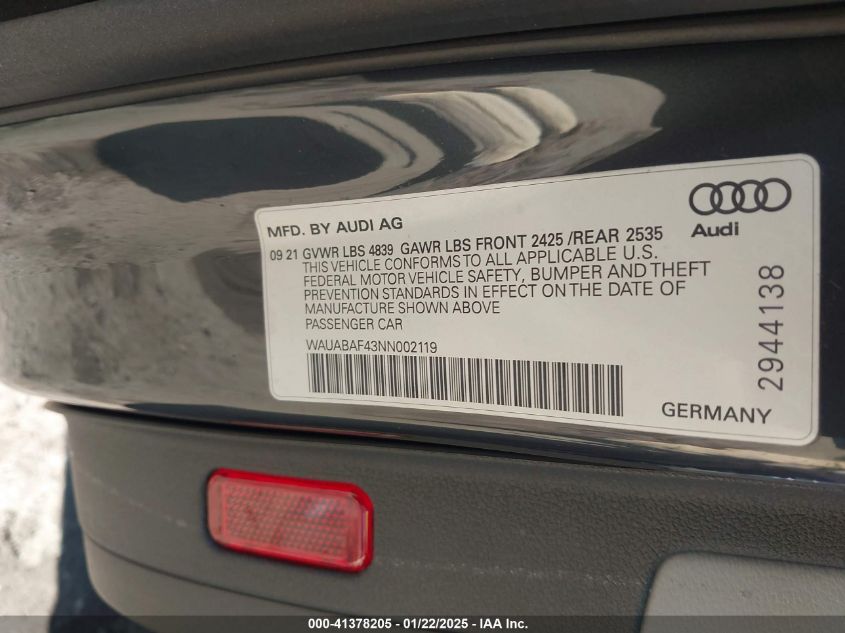 MFD. BY AUDI AG
Audi
09 21 GVWR LBS 4839 GAWR LBS FRONT 2425 /REAR 2535
THIS VEHICLE CONFORMS TO ALL APPLICABLE U.S.
FEDERAL MOTOR VEHICLE SAFETY, BUMPER AND THEFT
PREVENTION STANDARDS IN EFFECT ON THE DATE OF
MANUFACTURE SHOWN ABOVE
PASSENGER CAR
WAUABAF43NN002119
2944138
GERMANY
000-41378205 - 01/22/2025 - IAA Inc.